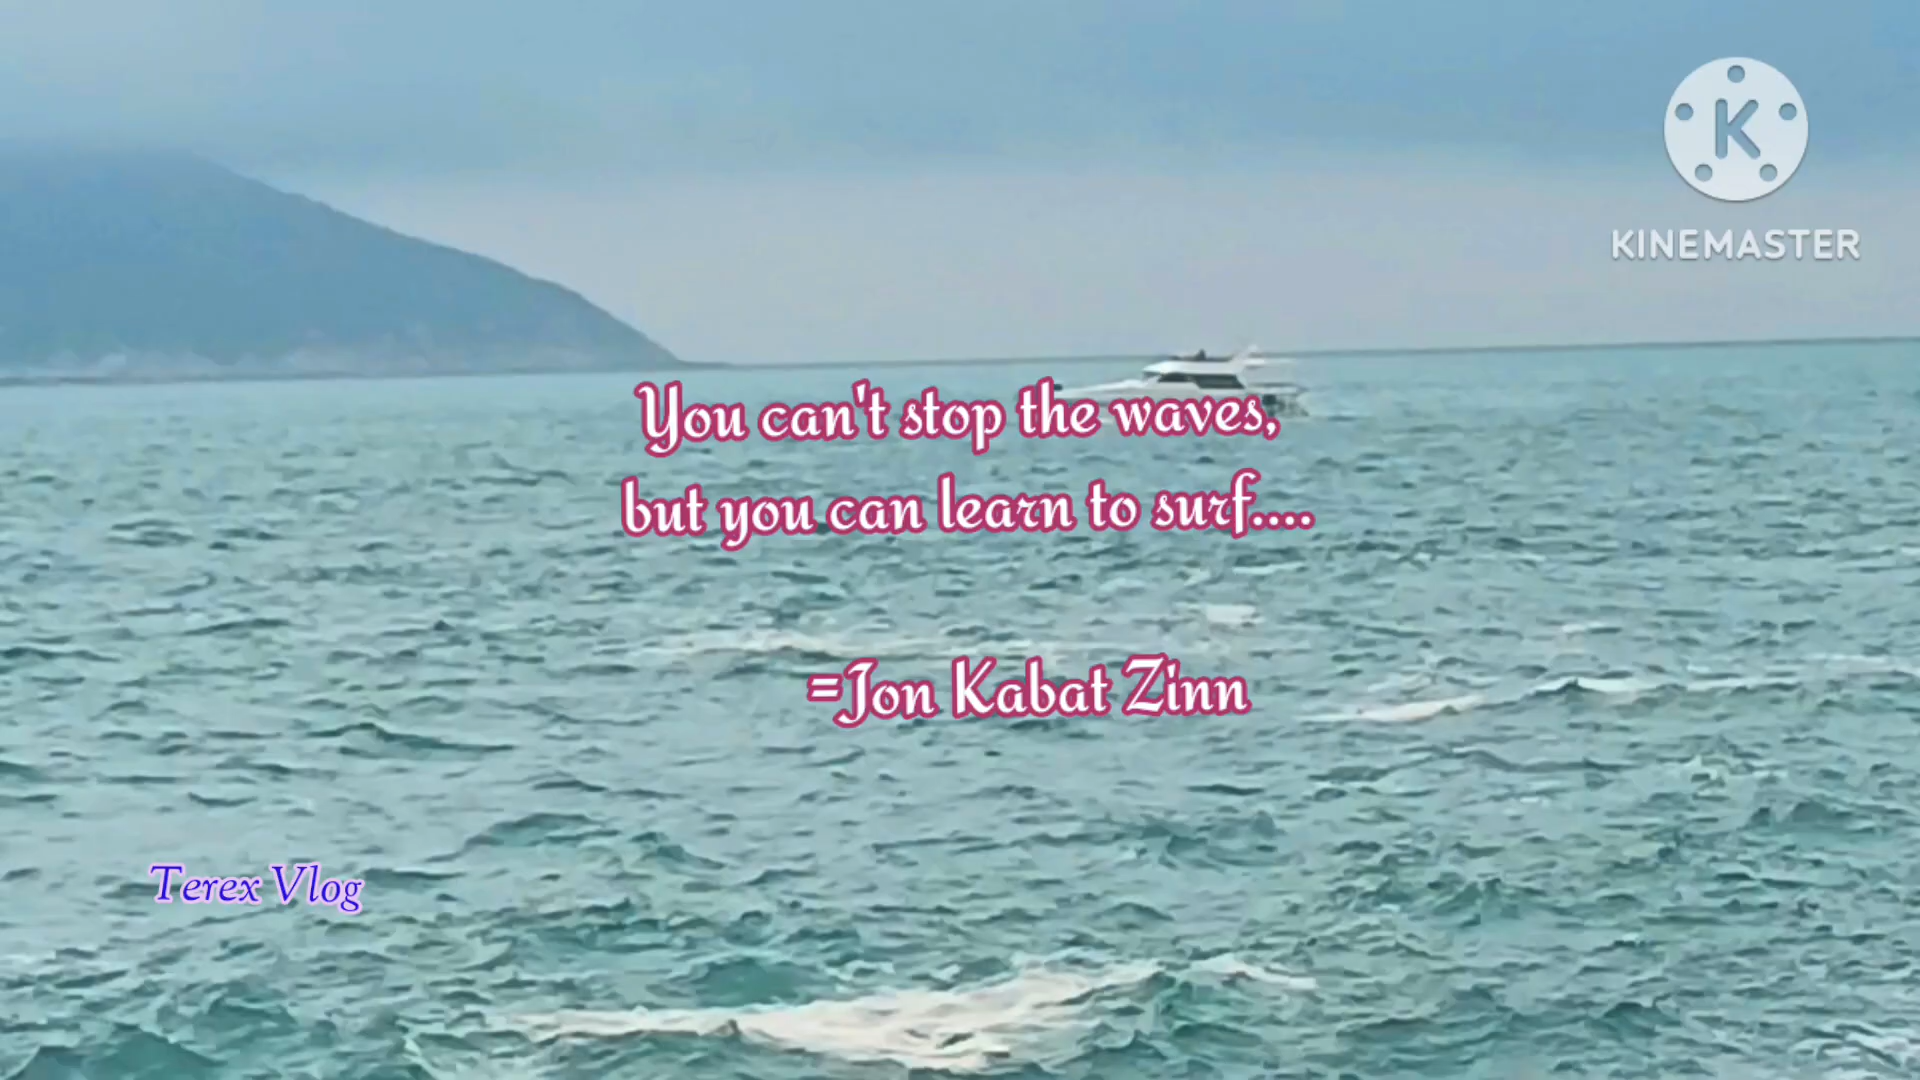 K
KINEMASTER
You can't stop the waves,
but you can learn to surf....
=Jon Kabat Zinn
Terex Vlog